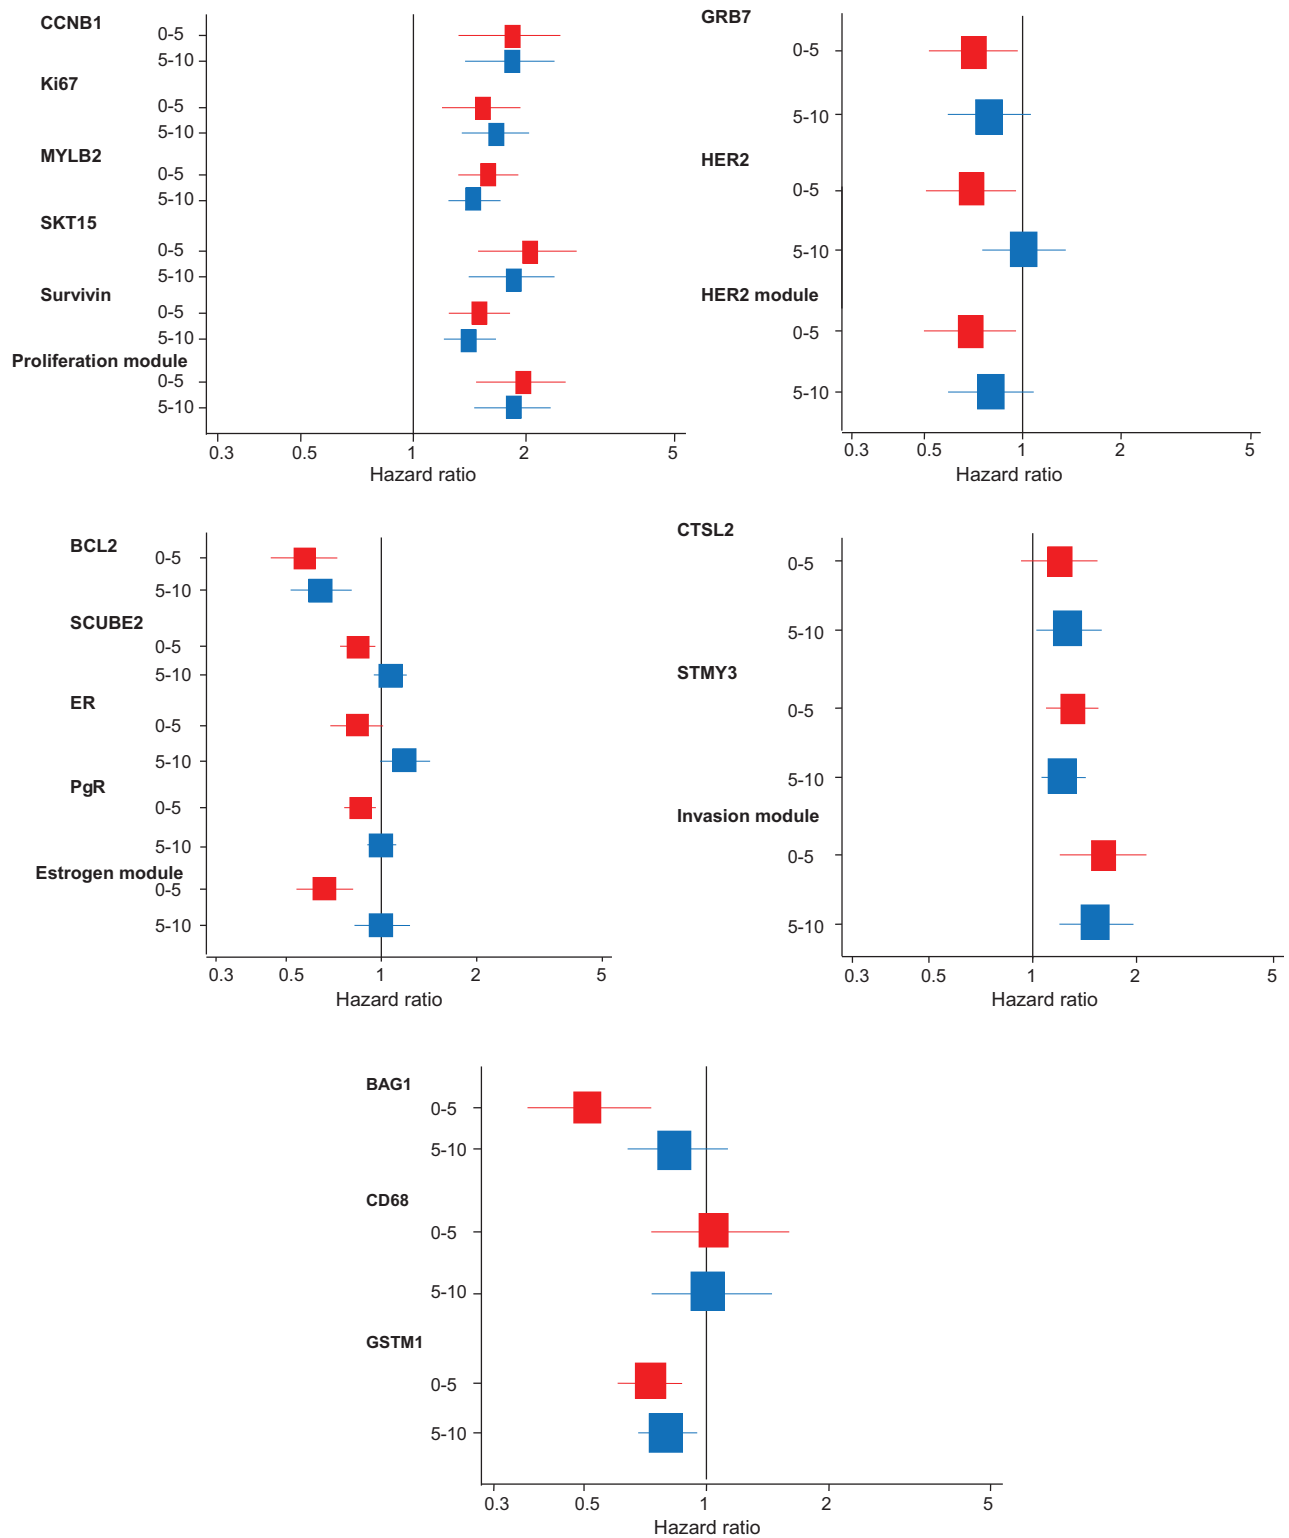 CCNB1
0-5
5-10
Ki67
0-5
5-10
MYLB2
0-5
5-10
SKT15
0-5
5-10
Survivin
0-5
5-10
Proliferation module
0-5
5-10
0.3 0.5 1 2 5
Hazard ratio
GRB7
0-5
5-10
HER2
0-5
5-10
HER2 module
0-5
5-10
0.3 0.5 1 2 5
Hazard ratio
BCL2
0-5
5-10
SCUBE2
0-5
5-10
ER
0-5
5-10
PgR
0-5
5-10
Estrogen module
0-5
5-10
0.3 0.5 1 2 5
Hazard ratio
CTSL2
0-5
5-10
STMY3
0-5
5-10
Invasion module
0-5
5-10
0.3 0.5 1 2 5
Hazard ratio
BAG1
0-5
5-10
CD68
0-5
5-10
GSTM1
0-5
5-10
0.3 0.5 1 2 5
Hazard ratio